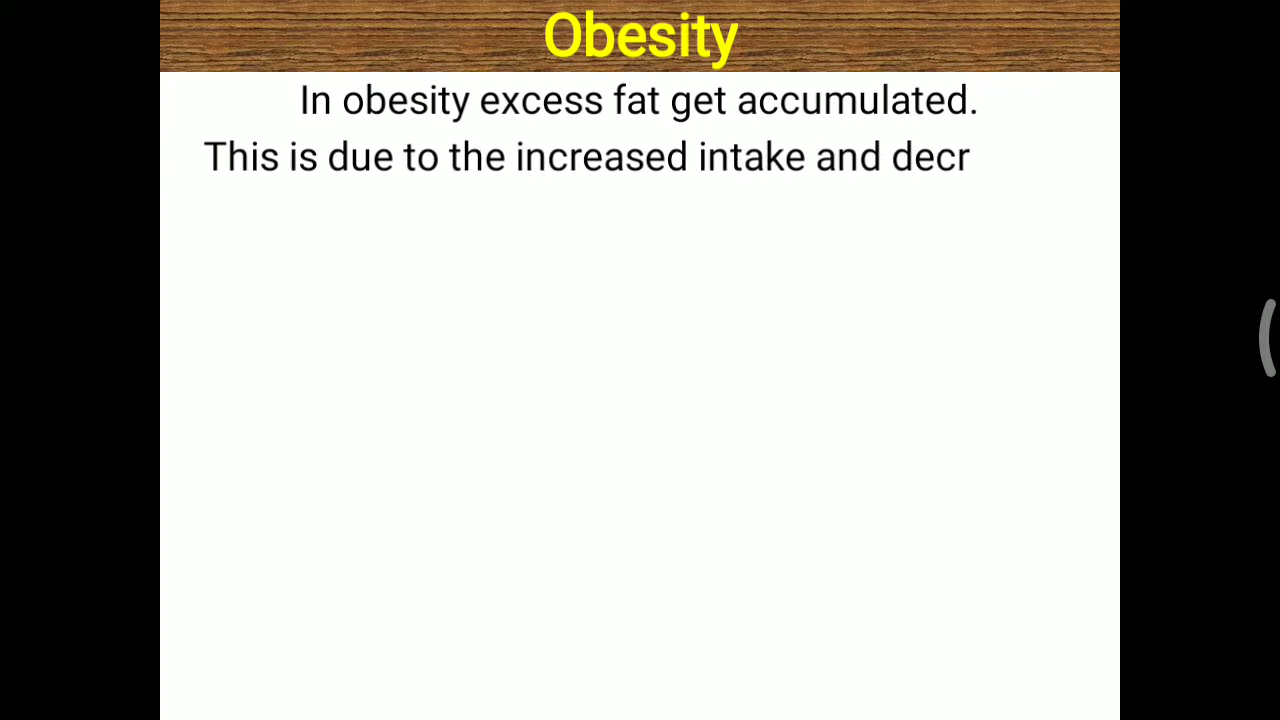 Obesity
In obesity excess fat get accumulated.
This is due to the increased intake and decr